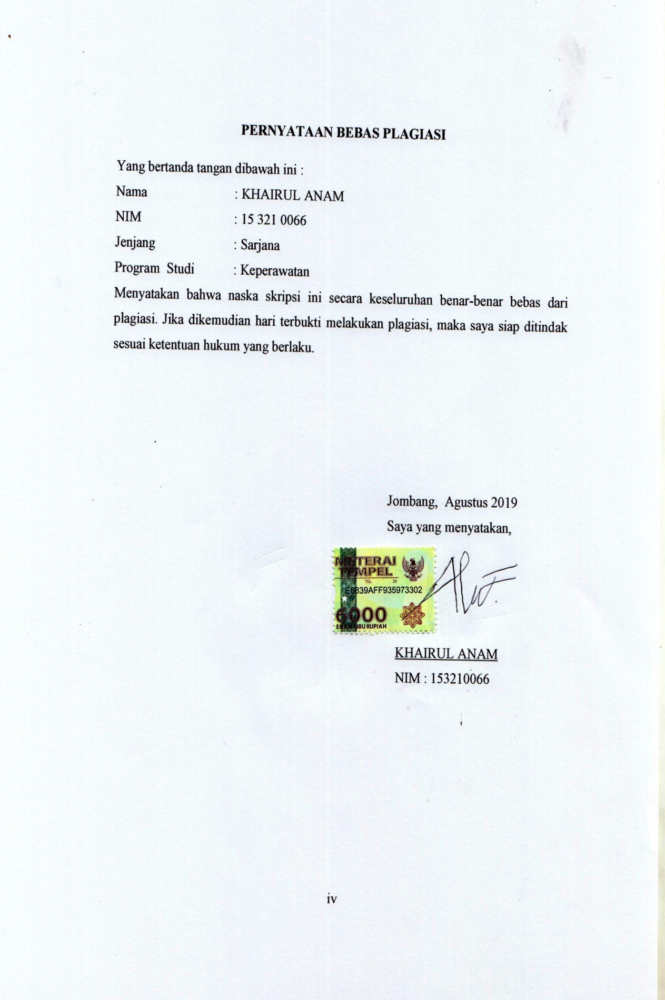 PERNYATAAN BEBAS PLAGIASI
Yang bertanda tangan dibawah ini :
Nama : KHAIRUL ANAM
NIM : 15 321 0066
Jenjang : Sarjana
Program Studi : Keperawatan
Menyatakan bahwa naska skripsi ini secara keseluruhan benar-benar bebas dari
plagiasi. Jika dikemudian hari terbukti melakukan plagiasi, maka saya siap ditindak
sesuai ketentuan hukum yang berlaku.
Jombang, Agustus 2019
Saya yang menyatakan,
METERAI
TEMPEL
TGL. 20
E6839AFF935973302
6000
ENAM RIBU RUPIAH
KHAIRUL ANAM
NIM : 153210066
iv